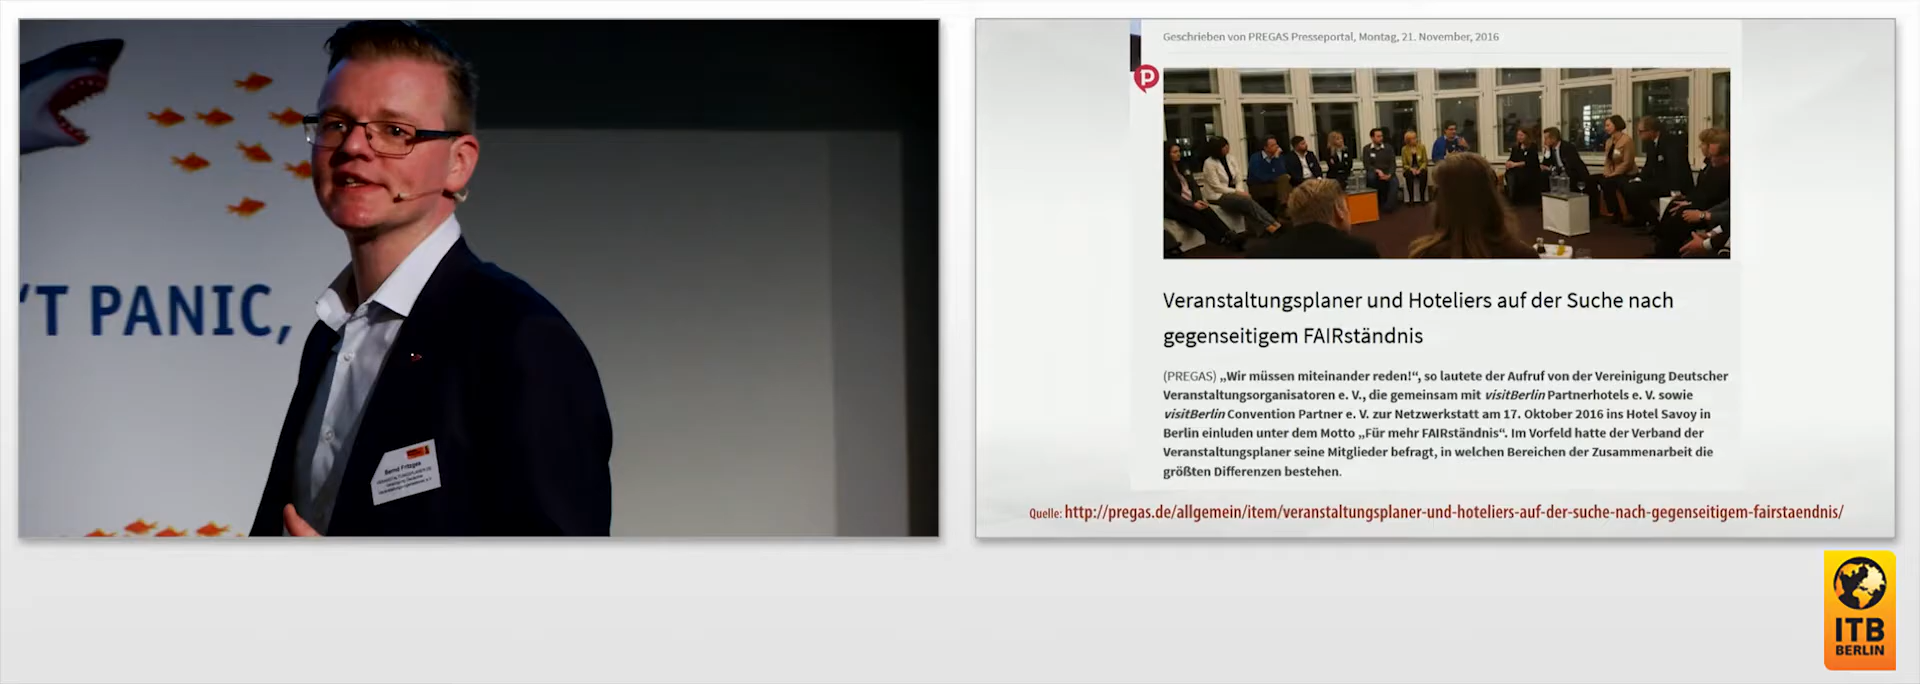 'T PANIC,
Bernd Fritzges
Geschrieben von PREGAS Presseportal, Montag, 21. November, 2016
P
Veranstaltungsplaner und Hoteliers auf der Suche nach
gegenseitigem FAIRständnis
(PREGAS) „Wir müssen miteinander reden!“, so lautete der Aufruf von der Vereinigung Deutscher
Veranstaltungsorganisatoren e. V., die gemeinsam mit visitBerlin Partnerhotels e. V. sowie
visitBerlin Convention Partner e. V. zur Netzwerkstatt am 17. Oktober 2016 ins Hotel Savoy in
Berlin einluden unter dem Motto „Für mehr FAIRständnis“. Im Vorfeld hatte der Verband der
Veranstaltungsplaner seine Mitglieder befragt, in welchen Bereichen der Zusammenarbeit die
größten Differenzen bestehen.
Quelle: http://pregas.de/allgemein/item/veranstaltungsplaner-und-hoteliers-auf-der-suche-nach-gegenseitigem-fairstaendnis/
ITB
BERLIN